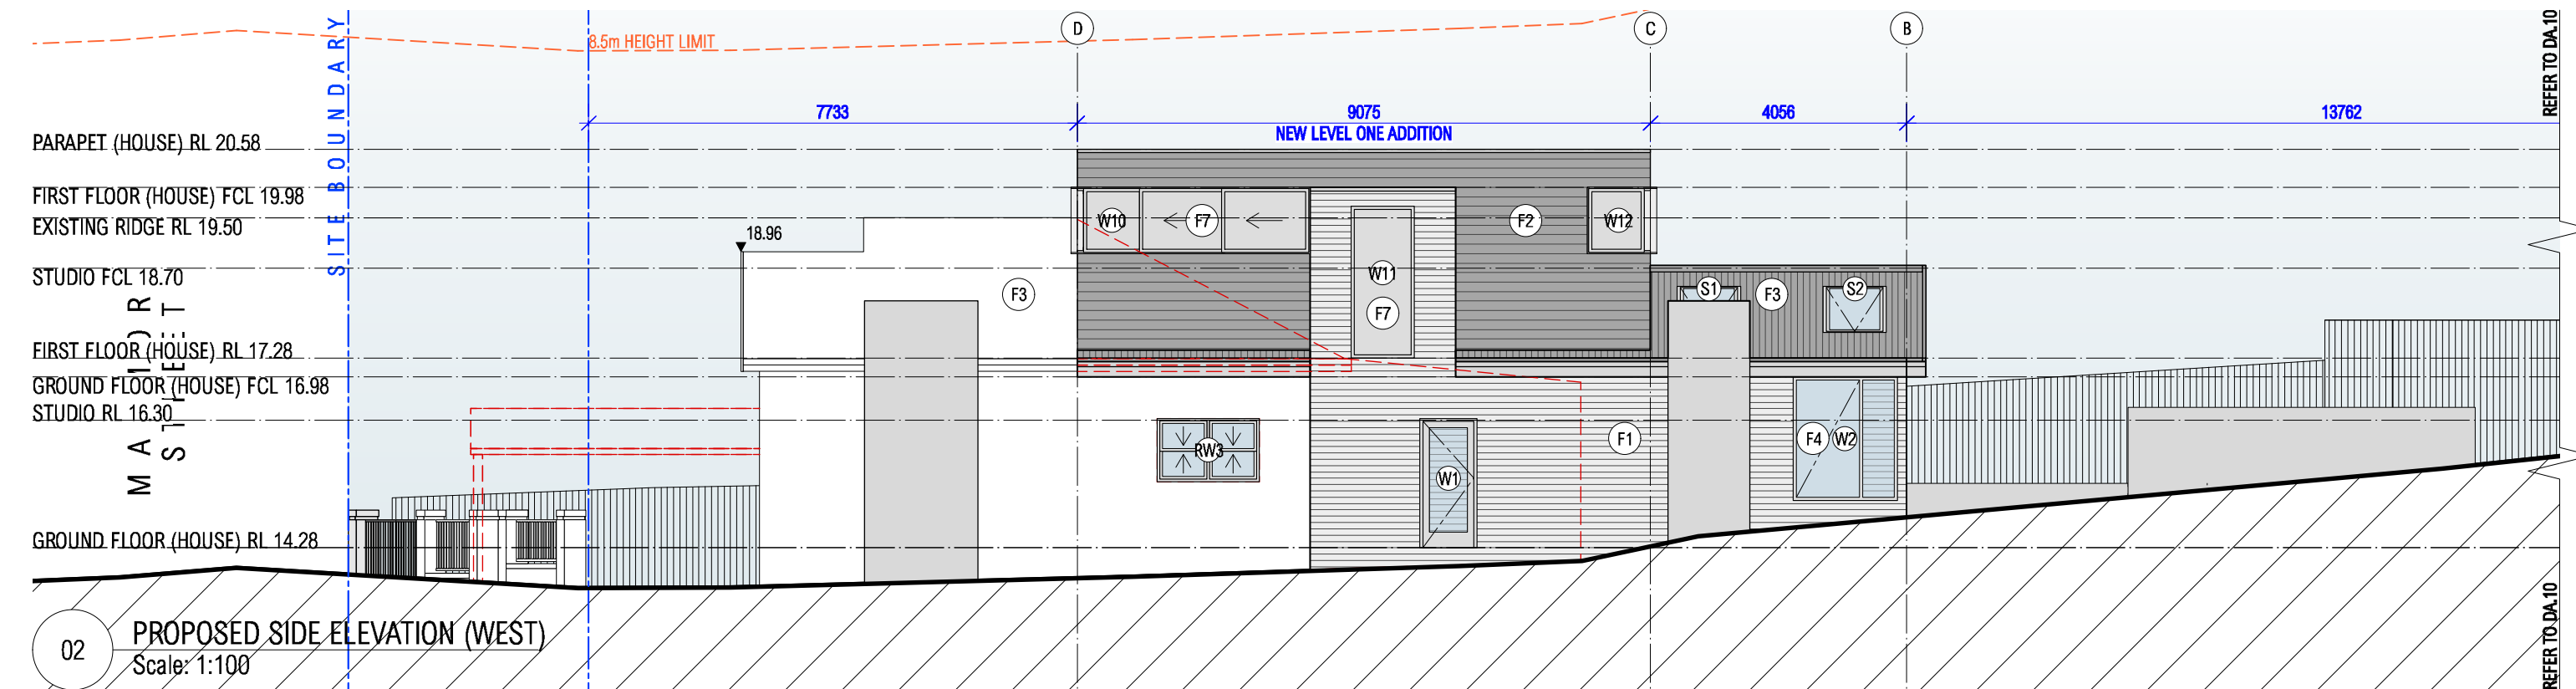 SITE BOUNDARY
8.5m HEIGHT LIMIT
D
C
B
REFER TO DA.10
7733
9075
4056
13762
NEW LEVEL ONE ADDITION
PARAPET (HOUSE) RL 20.58
FIRST FLOOR (HOUSE) FCL 19.98
EXISTING RIDGE RL 19.50
STUDIO FCL 18.70
FIRST FLOOR (HOUSE) RL 17.28
GROUND FLOOR (HOUSE) FCL 16.98
STUDIO RL 16.30
GROUND FLOOR (HOUSE) RL 14.28
STREET
18.96
W10
F7
F2
W12
W11
F7
F3
S1
F3
S2
RW3
W1
F1
F4
W2
02
PROPOSED SIDE ELEVATION (WEST)
Scale: 1:100
REFER TO DA.10